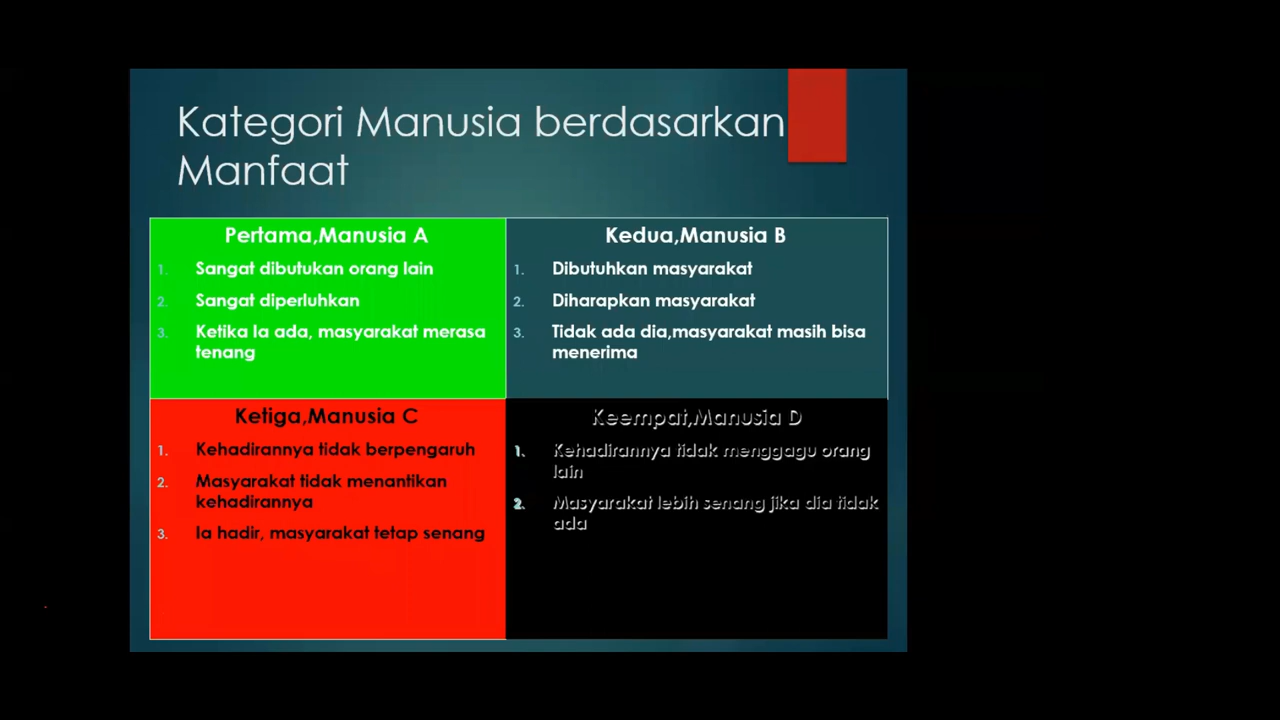 Kategori Manusia berdasarkan
Manfaat
Pertama,Manusia A
1. Sangat dibutukan orang lain
2. Sangat diperluhkan
3. Ketika Ia ada, masyarakat merasa
tenang
Kedua,Manusia B
1. Dibutuhkan masyarakat
2. Diharapkan masyarakat
3. Tidak ada dia,masyarakat masih bisa
menerima
Ketiga,Manusia C
1. Kehadirannya tidak berpengaruh
2. Masyarakat tidak menantikan
kehadirannya
3. Ia hadir, masyarakat tetap senang
Keempat,Manusia D
1. Kehadirannya tidak menggagu orang
lain
2. Masyarakat lebih senang jika dia tidak
ada